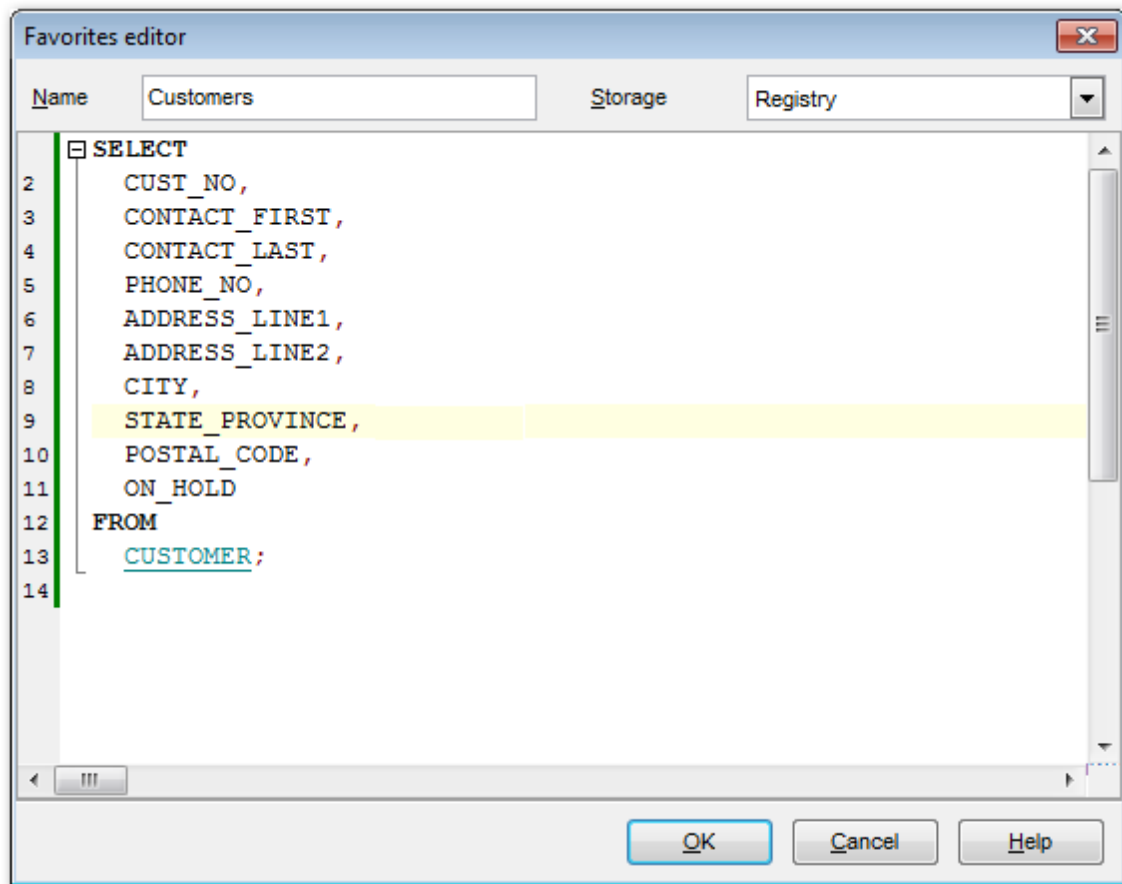 Favorites editor
Name Customers Storage Registry
SELECT
2 CUST_NO,
3 CONTACT_FIRST,
4 CONTACT_LAST,
5 PHONE_NO,
6 ADDRESS_LINE1,
7 ADDRESS_LINE2,
8 CITY,
9 STATE_PROVINCE,
10 POSTAL_CODE,
11 ON_HOLD
12 FROM
13 CUSTOMER;
14
OK Cancel Help